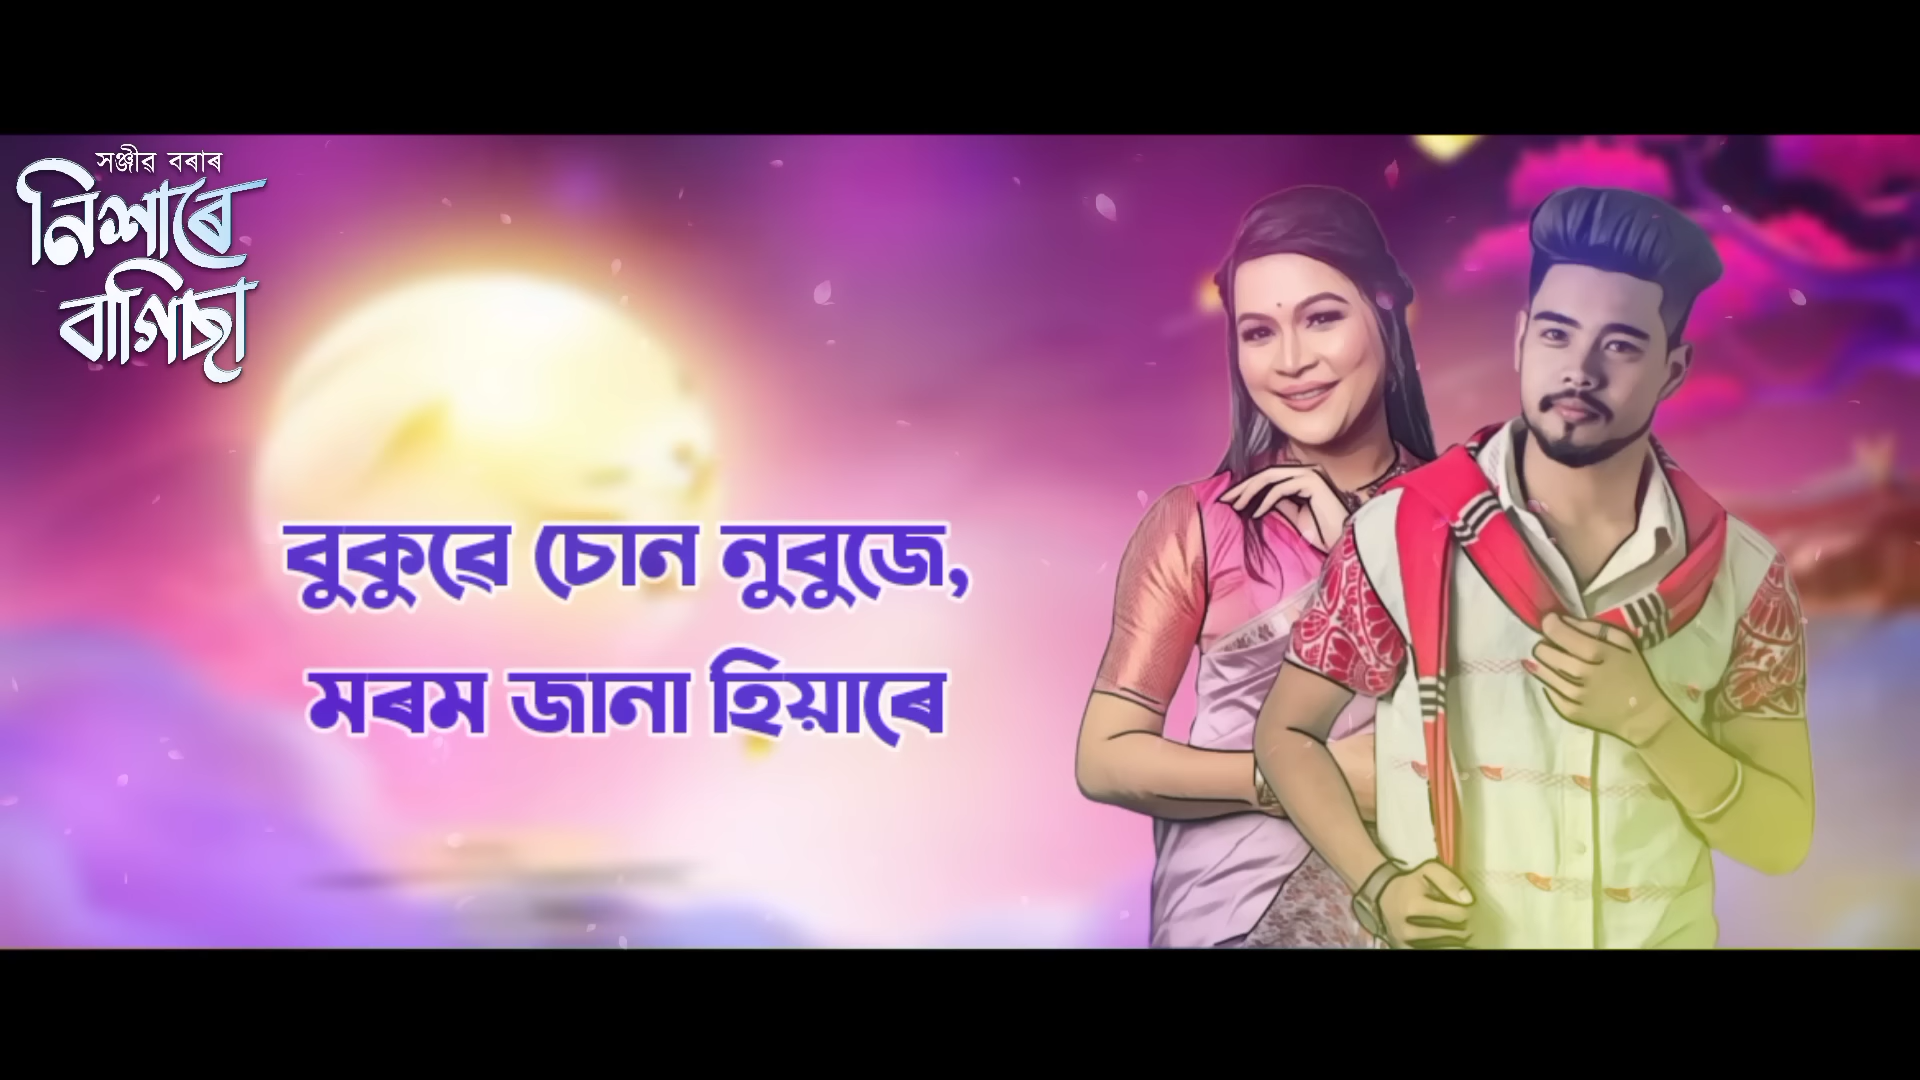 সঞ্জীৱ বৰাৰ
নিশাৰে
বাগিছা
বুকুৱে চোন নুবুজে,
মৰম জানা হিয়াৰে